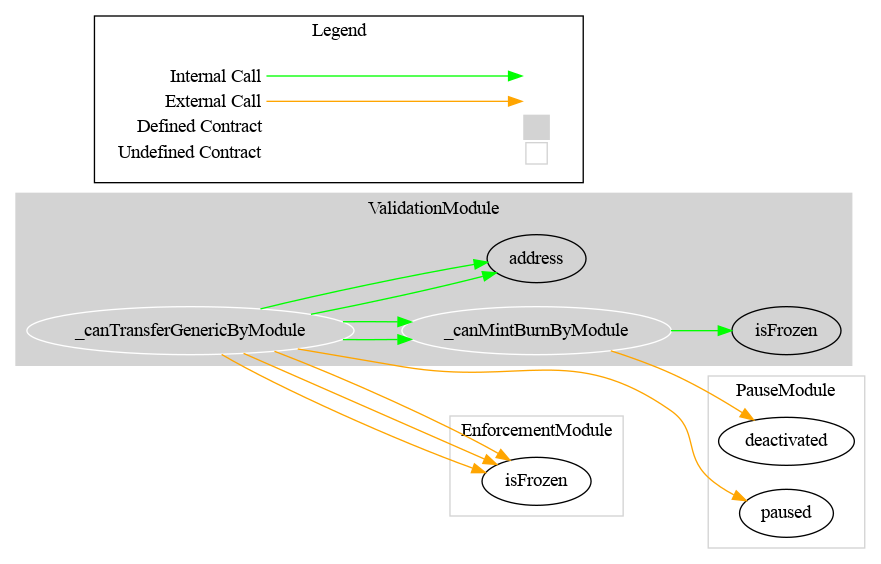 Legend
Internal Call
External Call
Defined Contract
Undefined Contract
ValidationModule
address
_canTransferGenericByModule
_canMintBurnByModule
isFrozen
PauseModule
EnforcementModule
deactivated
isFrozen
paused